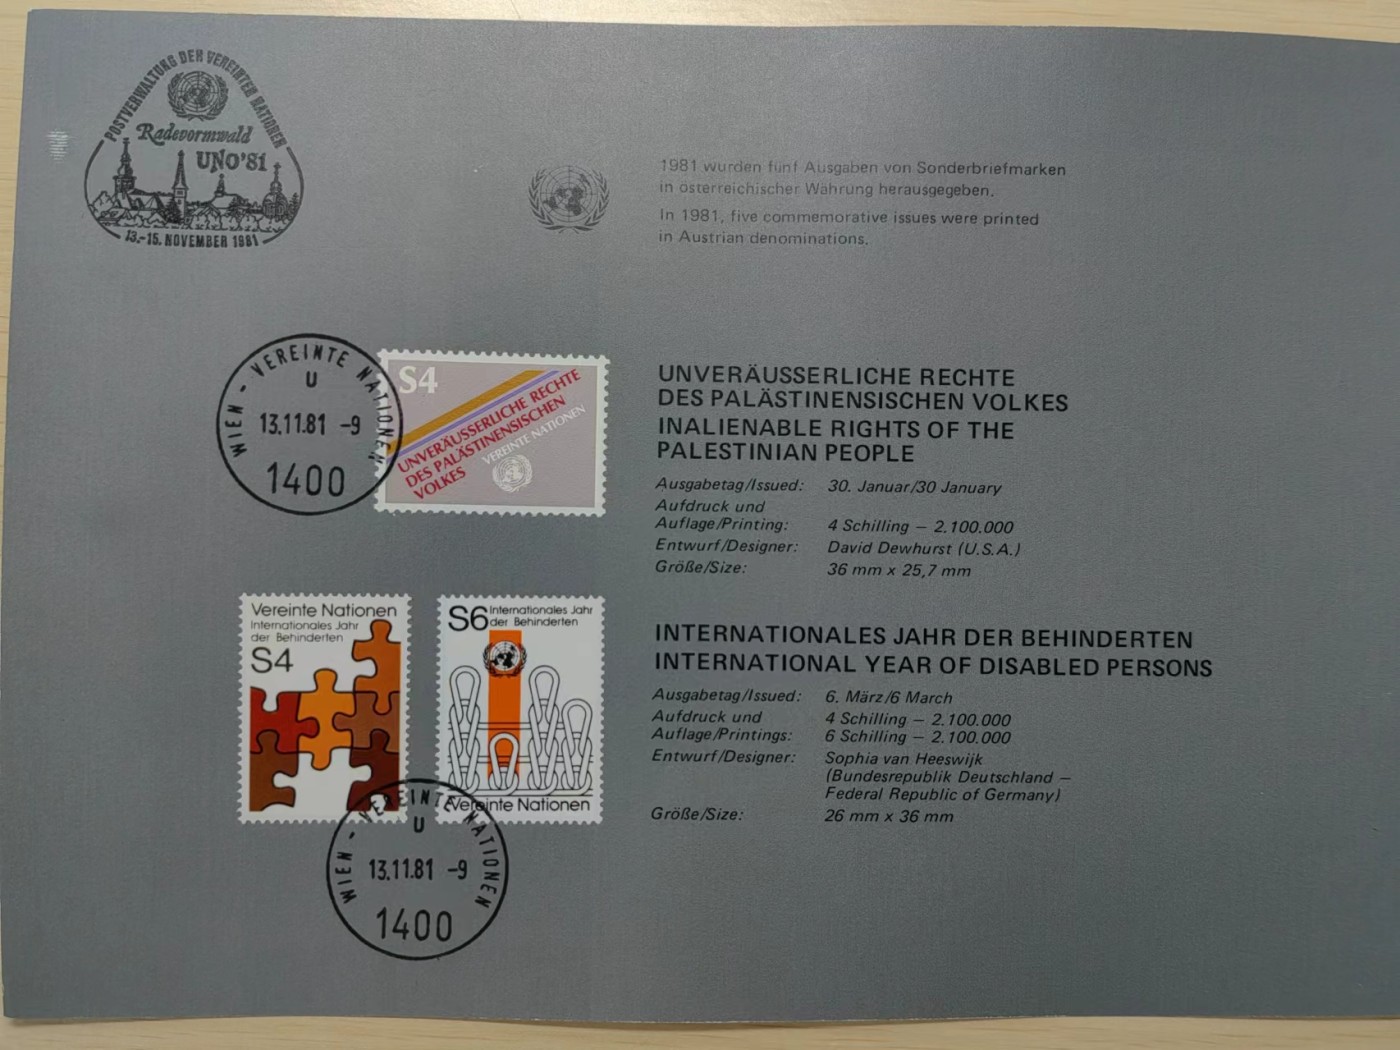 POSTVERWALTUNG DER VEREINTEN NATIONEN
Radevormwald
UNO'81
13.-15. NOVEMBER 1981
1981 wurden fünf Ausgaben von Sonderbriefmarken
in österreichischer Währung herausgegeben.
In 1981, five commemorative issues were printed
in Austrian denominations.
WIEN - VEREINTE NATIONEN
U
13.11.81 -9
1400
S4
UNVERÄUSSERLICHE RECHTE
DES PALÄSTINENSISCHEN
VOLKES
VEREINTE NATIONEN
UNVERÄUSSERLICHE RECHTE
DES PALÄSTINENSISCHEN VOLKES
INALIENABLE RIGHTS OF THE
PALESTINIAN PEOPLE
Ausgabetag/Issued: 30. Januar/30 January
Aufdruck und
Auflage/Printing: 4 Schilling – 2.100.000
Entwurf/Designer: David Dewhurst (U.S.A.)
Größe/Size: 36 mm x 25,7 mm
Vereinte Nationen
Internationales Jahr
der Behinderten
S4
S6 Internationales Jahr
der Behinderten
Vereinte Nationen
WIEN - VEREINTE NATIONEN
U
13.11.81 -9
1400
INTERNATIONALES JAHR DER BEHINDERTEN
INTERNATIONAL YEAR OF DISABLED PERSONS
Ausgabetag/Issued: 6. März/6 March
Aufdruck und 4 Schilling – 2.100.000
Auflage/Printings: 6 Schilling – 2.100.000
Entwurf/Designer: Sophia van Heeswijk
(Bundesrepublik Deutschland –
Federal Republic of Germany)
Größe/Size: 26 mm x 36 mm